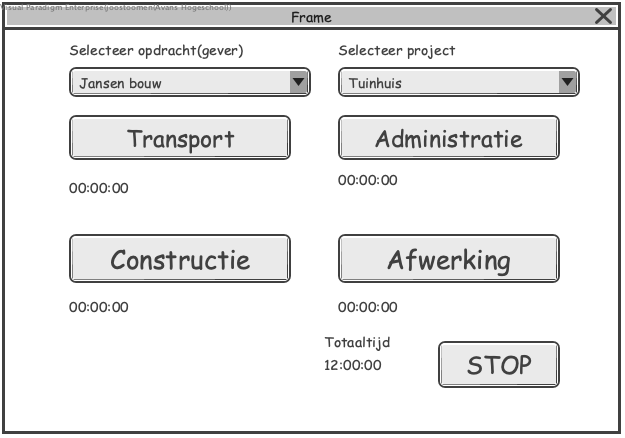 Visual Paradigm Enterprise(joostoomen(Avans Hogeschool))
Frame
Selecteer opdracht(gever)
Selecteer project
Jansen bouw
Tuinhuis
Transport
Administratie
00:00:00
00:00:00
Constructie
Afwerking
00:00:00
00:00:00
Totaaltijd
12:00:00
STOP